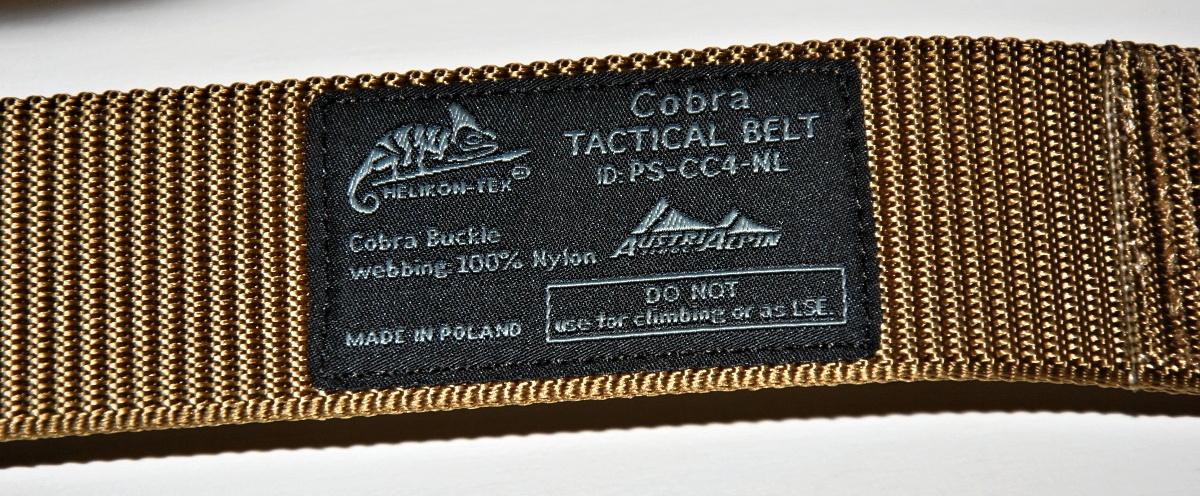 HELIKON-TEX®
Cobra
TACTICAL BELT
ID: PS-CC4-NL
Cobra Buckle
webbing 100% Nylon
AUSTRIALPIN
MADE IN POLAND
DO NOT
use for climbing or as LSE.